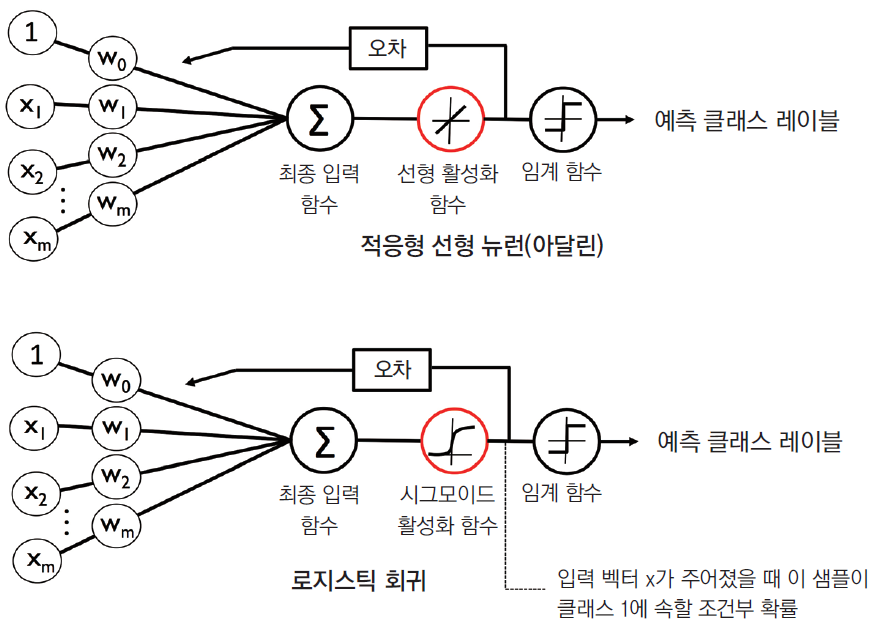 1
w0
오차
x1
w1
Σ
예측 클래스 레이블
x2
w2
최종 입력
함수
선형 활성화
함수
임계 함수
wm
xm
적응형 선형 뉴런(아달린)
1
w0
오차
x1
w1
Σ
예측 클래스 레이블
x2
w2
최종 입력
함수
시그모이드
활성화 함수
임계 함수
wm
xm
로지스틱 회귀
입력 벡터 x가 주어졌을 때 이 샘플이
클래스 1에 속할 조건부 확률